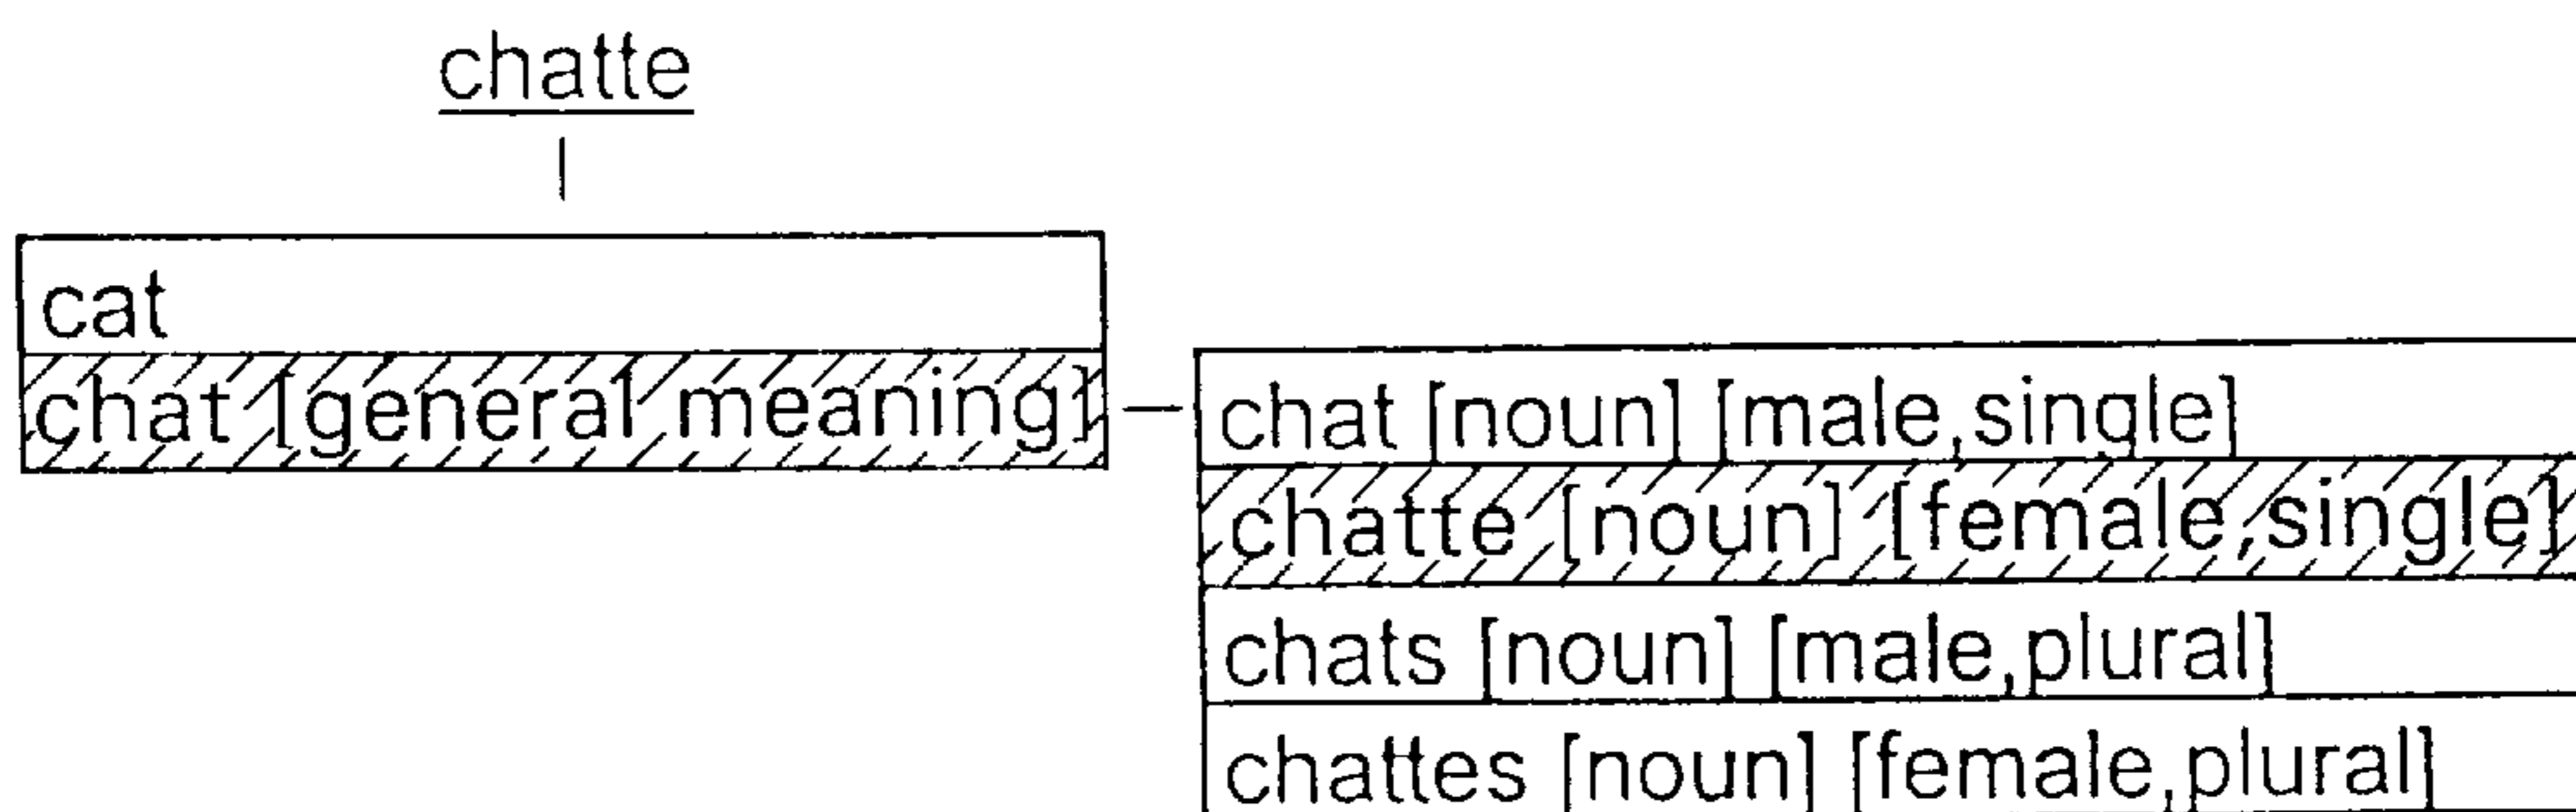 chatte
cat
chat [general meaning]
chat [noun] [male,single]
chatte [noun] [female,single]
chats [noun] [male,plural]
chattes [noun] [female,plural]